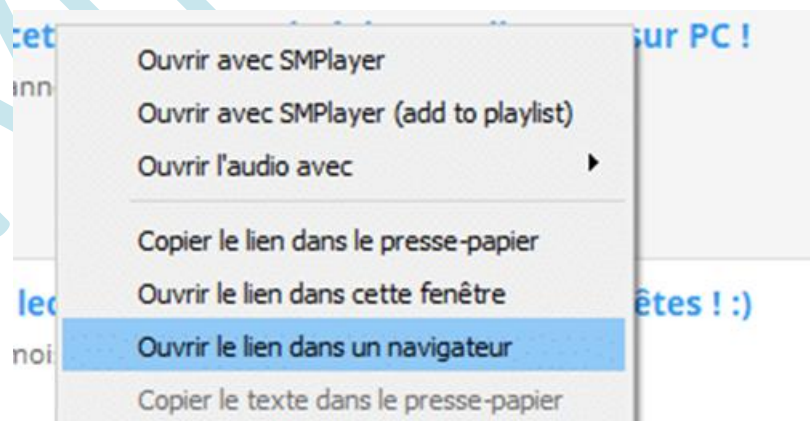 cet sur PC !
Ouvrir avec SMPlayer
Ouvrir avec SMPlayer (add to playlist)
Ouvrir l'audio avec
Copier le lien dans le presse-papier
Ouvrir le lien dans cette fenêtre
êtes ! :)
Ouvrir le lien dans un navigateur
Copier le texte dans le presse-papier